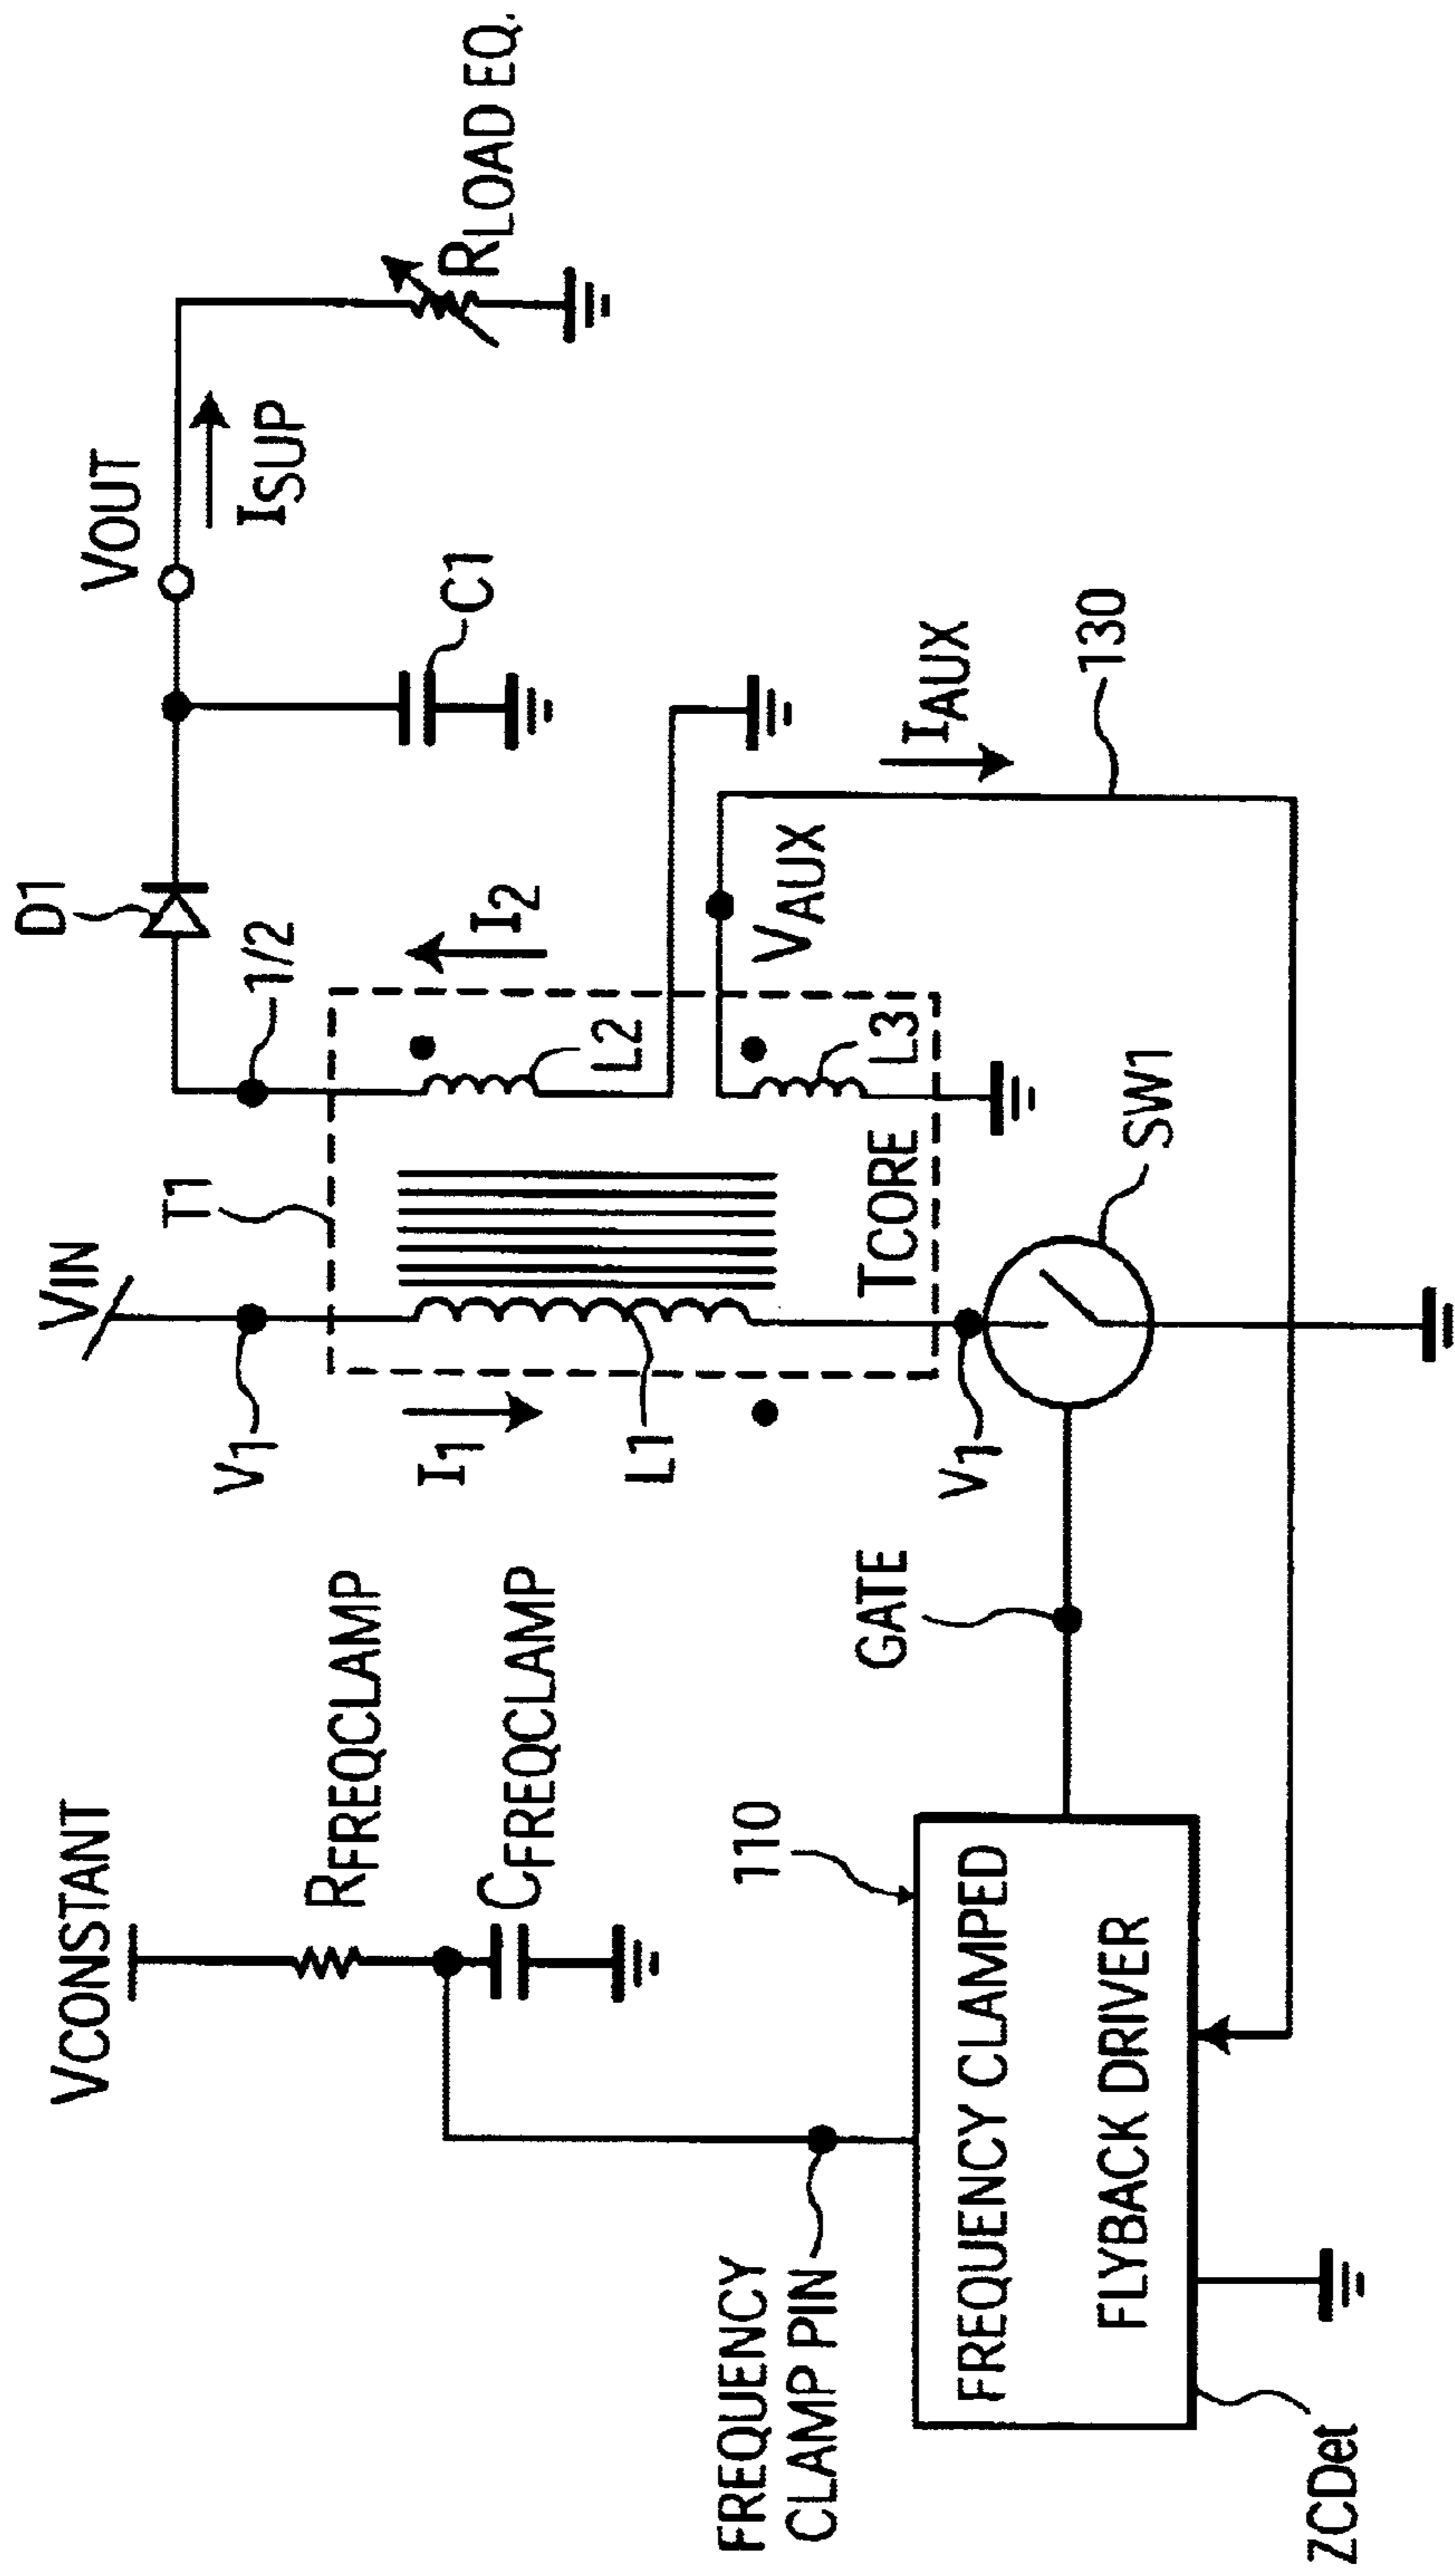 VCONSTANT
RFREQCLAMP
CFREQCLAMP
FREQUENCY
CLAMP PIN
110
FREQUENCY CLAMPED
FLYBACK DRIVER
ZCDet
GATE
VIN
V1
I1
L1
T1
TCORE
V1
SW1
D1
1/2
I2
L2
L3
VAUX
IAUX
130
VOUT
C1
ISUP
RLOAD EQ.